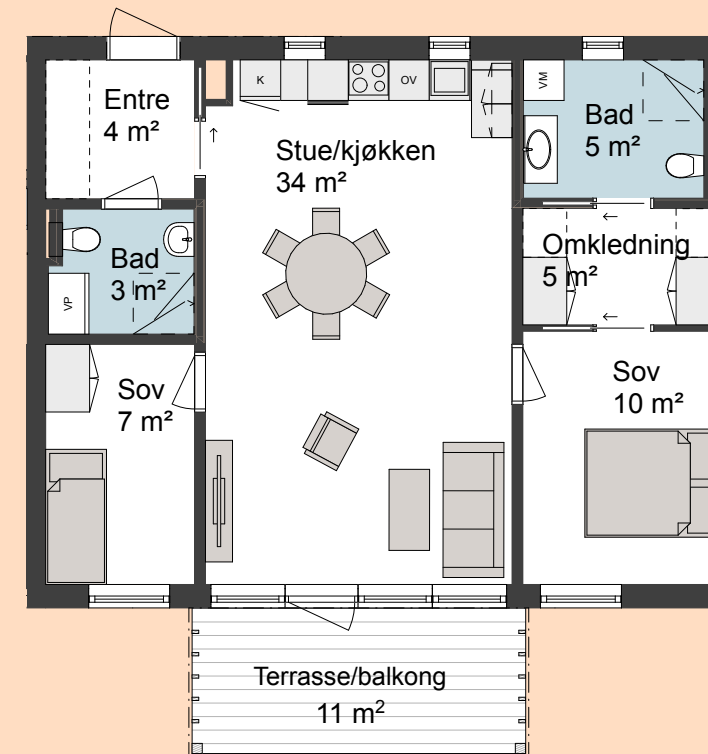 Entre
4 m²
K
OV
VM
Bad
5 m²
Stue/kjøkken
34 m²
Bad
3 m²
VP
Omkledning
5 m²
Sov
7 m²
Sov
10 m²
Terrasse/balkong
11 m²